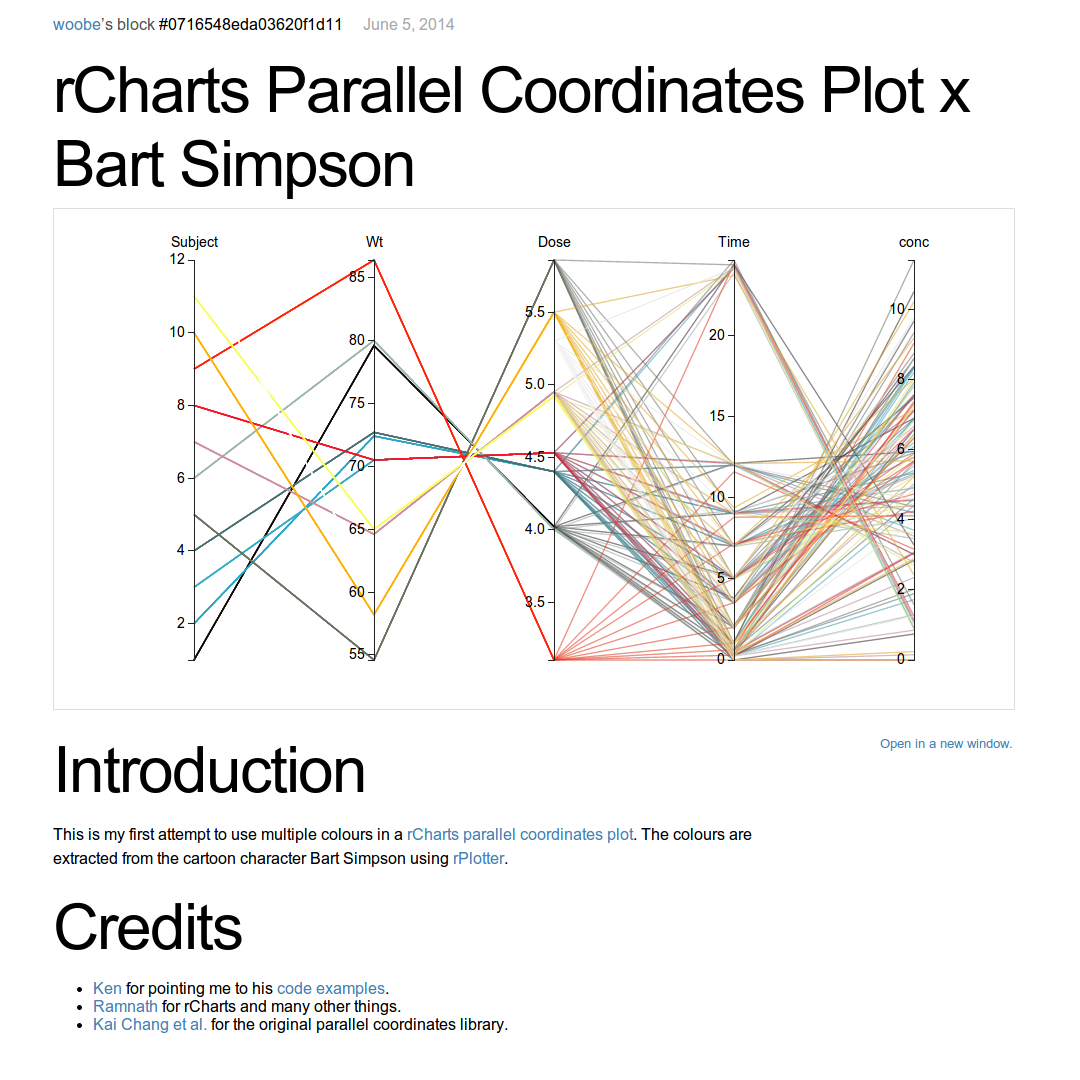 woobe's block #0716548eda03620f1d11 June 5, 2014
rCharts Parallel Coordinates Plot x
Bart Simpson
Subject Wt Dose Time conc
12
10
8
6
4
2
85
80
75
70
65
60
55
5.5
5.0
4.5
4.0
3.5
20
15
10
5
0
10
8
6
4
2
0
Open in a new window.
Introduction
This is my first attempt to use multiple colours in a rCharts parallel coordinates plot. The colours are
extracted from the cartoon character Bart Simpson using rPlotter.
Credits
• Ken for pointing me to his code examples.
• Ramnath for rCharts and many other things.
• Kai Chang et al. for the original parallel coordinates library.